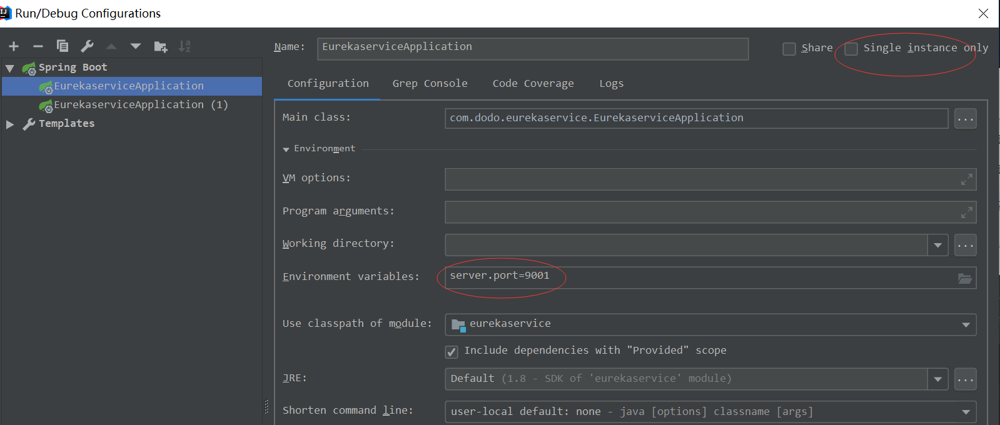 Run/Debug Configurations
Name: EurekaserviceApplication Share Single instance only
Spring Boot
EurekaserviceApplication
EurekaserviceApplication (1)
Templates
Configuration Grep Console Code Coverage Logs
Main class: com.dodo.eurekaservice.EurekaserviceApplication ...
Environment
VM options:
Program arguments:
Working directory: ...
Environment variables: server.port=9001
Use classpath of module: eurekaservice
Include dependencies with "Provided" scope
JRE: Default (1.8 - SDK of 'eurekaservice' module) ...
Shorten command line: user-local default: none - java [options] classname [args]